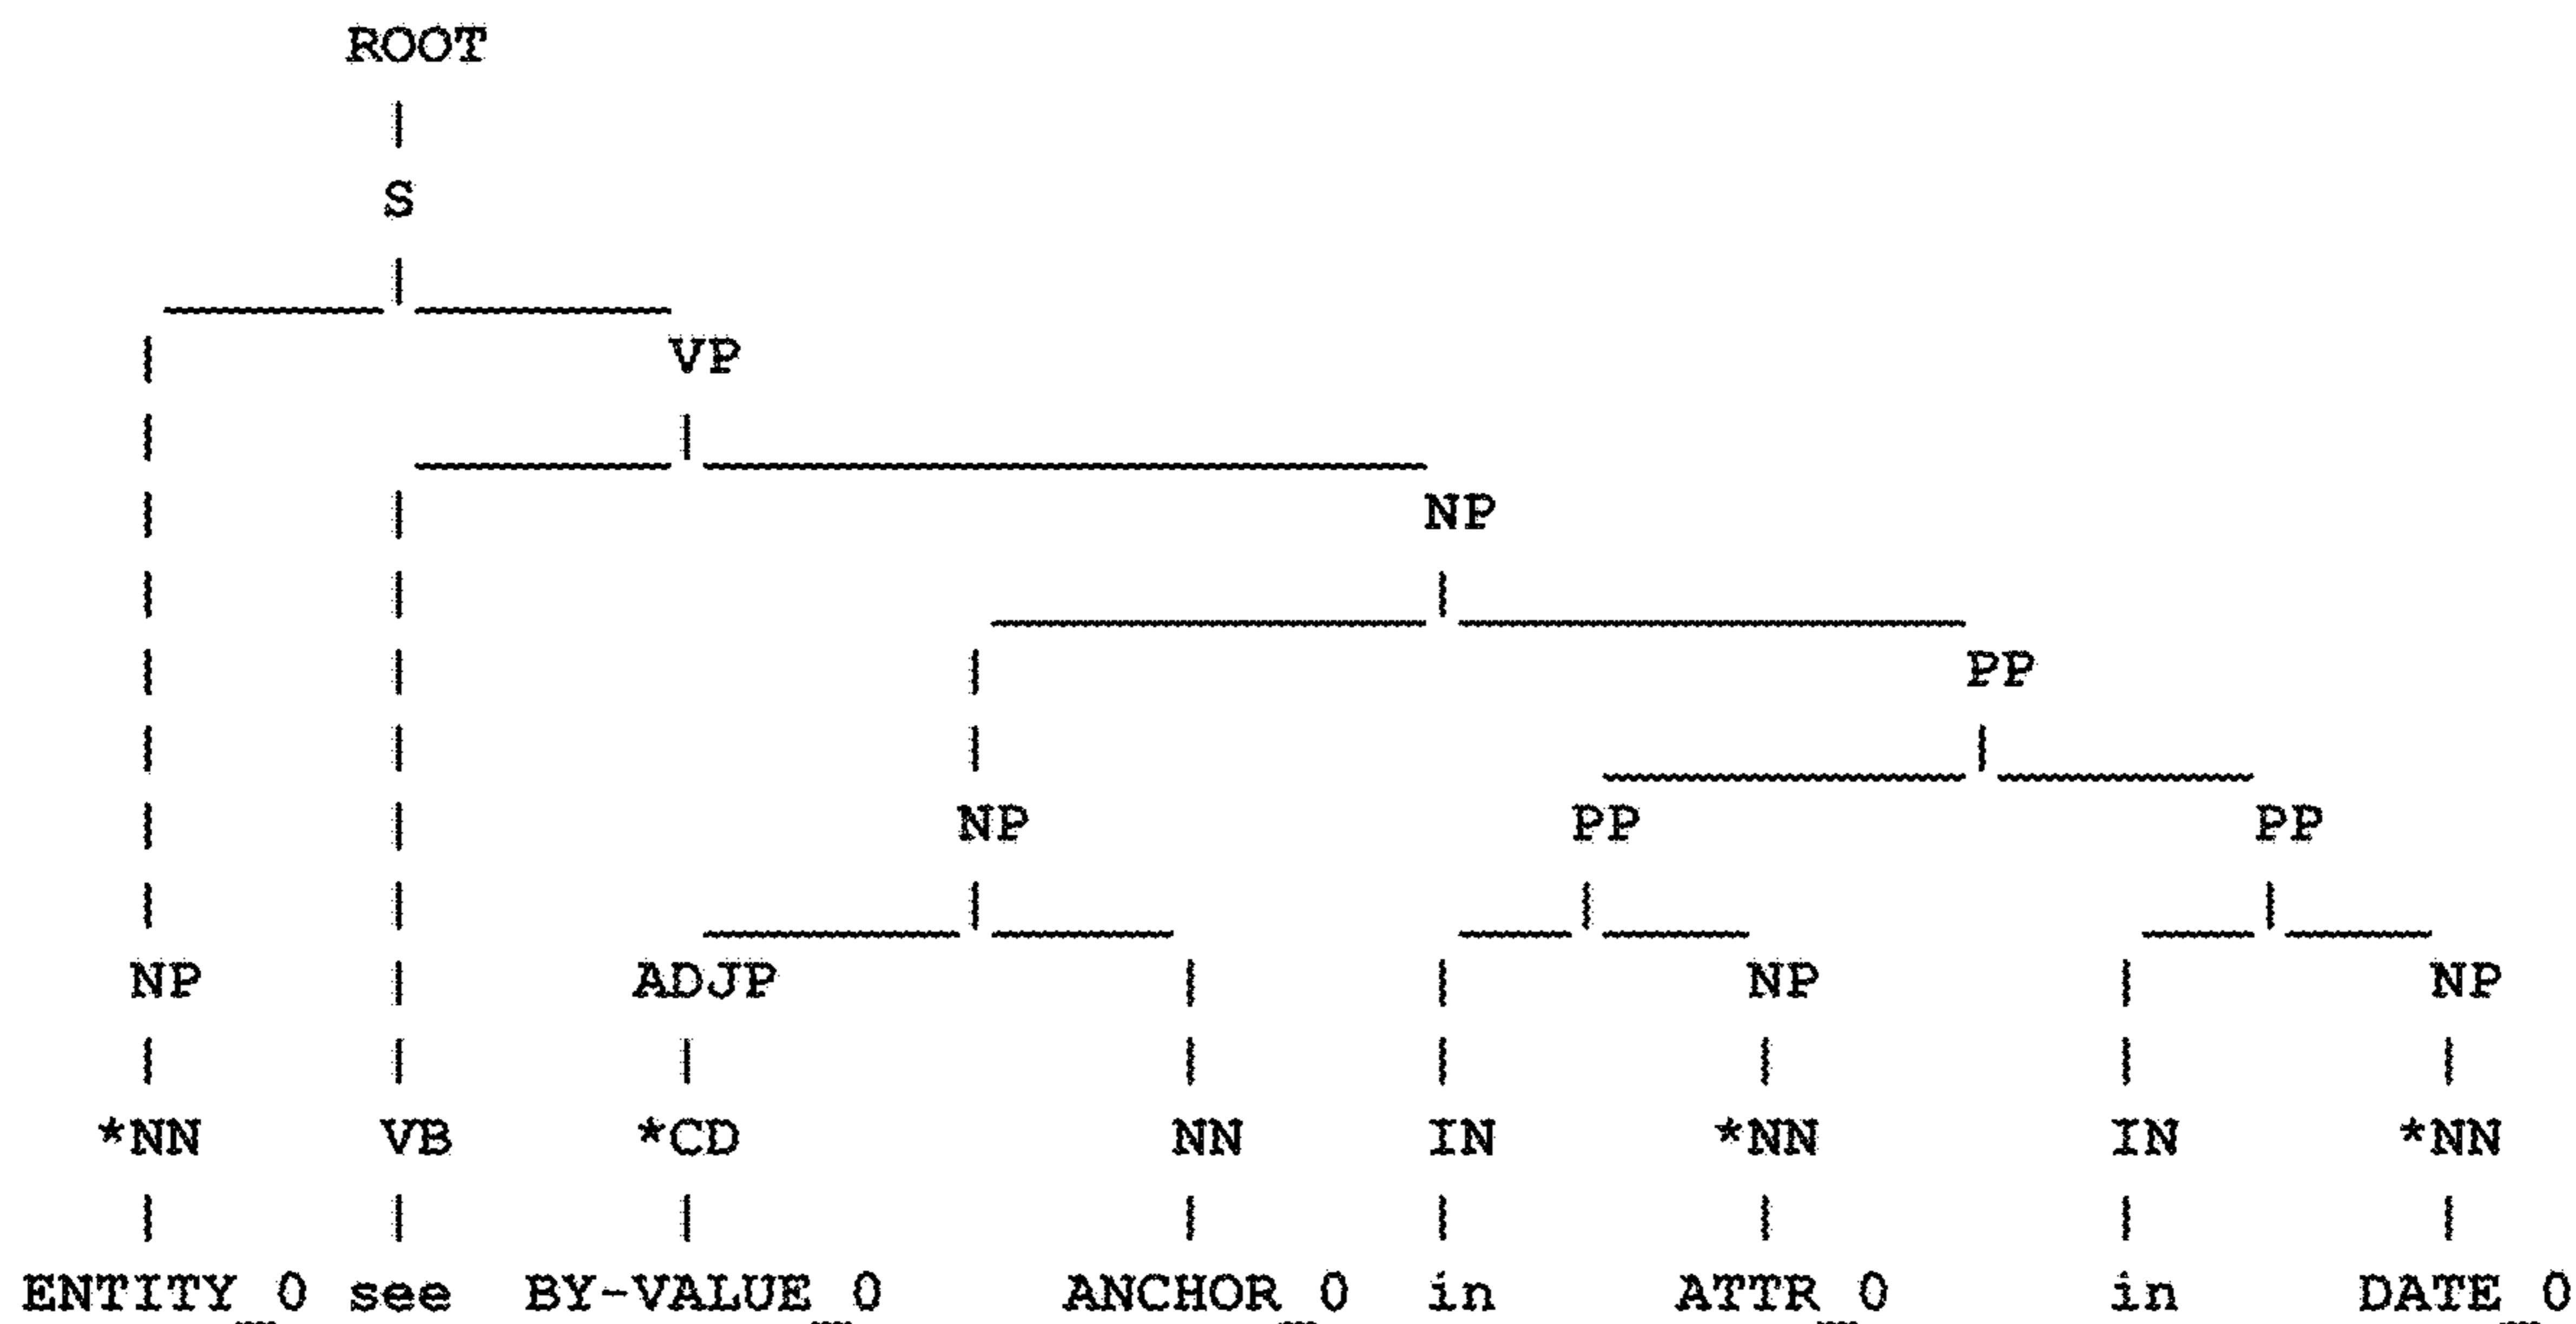 ROOT
S
VP
NP
PP
NP PP PP
NP ADJP NP NP
*NN VB *CD NN IN *NN IN *NN
ENTITY_0 see BY-VALUE_0 ANCHOR_0 in ATTR_0 in DATE_0